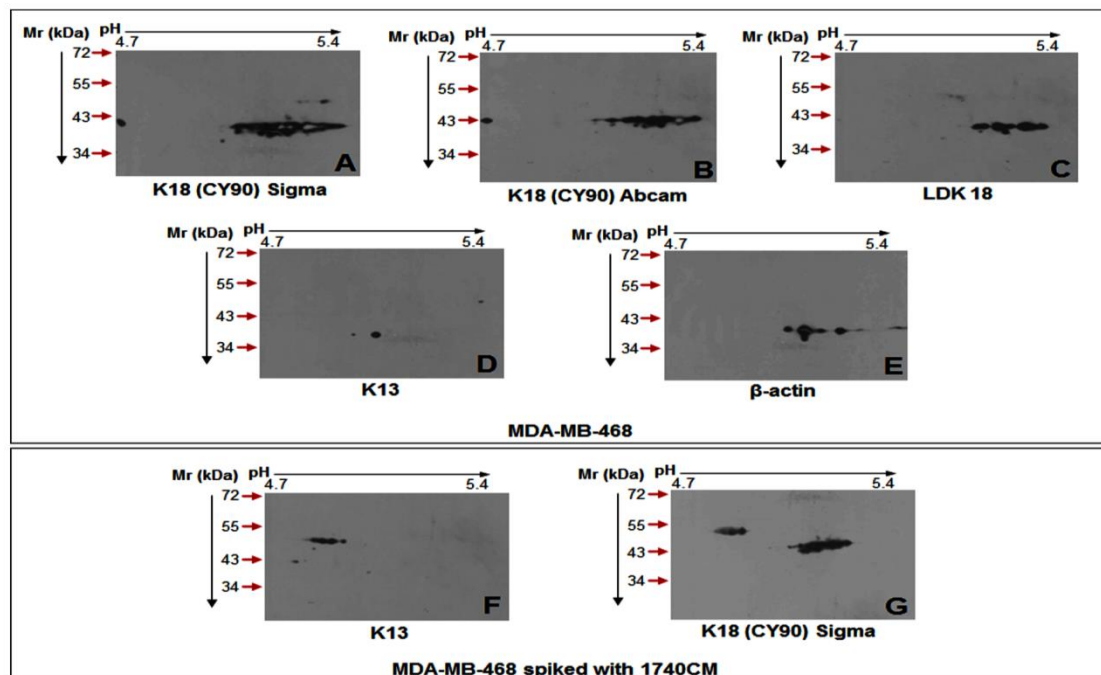 Mr (kDa) pH 4.7 5.4
72
55
43
34
A
K18 (CY90) Sigma
Mr (kDa) pH 4.7 5.4
72
55
43
34
B
K18 (CY90) Abcam
Mr (kDa) pH 4.7 5.4
72
55
43
34
C
LDK 18
Mr (kDa) pH 4.7 5.4
72
55
43
34
D
K13
Mr (kDa) pH 4.7 5.4
72
55
43
34
E
β-actin
MDA-MB-468
Mr (kDa) pH 4.7 5.4
72
55
43
34
F
K13
Mr (kDa) pH 4.7 5.4
72
55
43
34
G
K18 (CY90) Sigma
MDA-MB-468 spiked with 1740CM